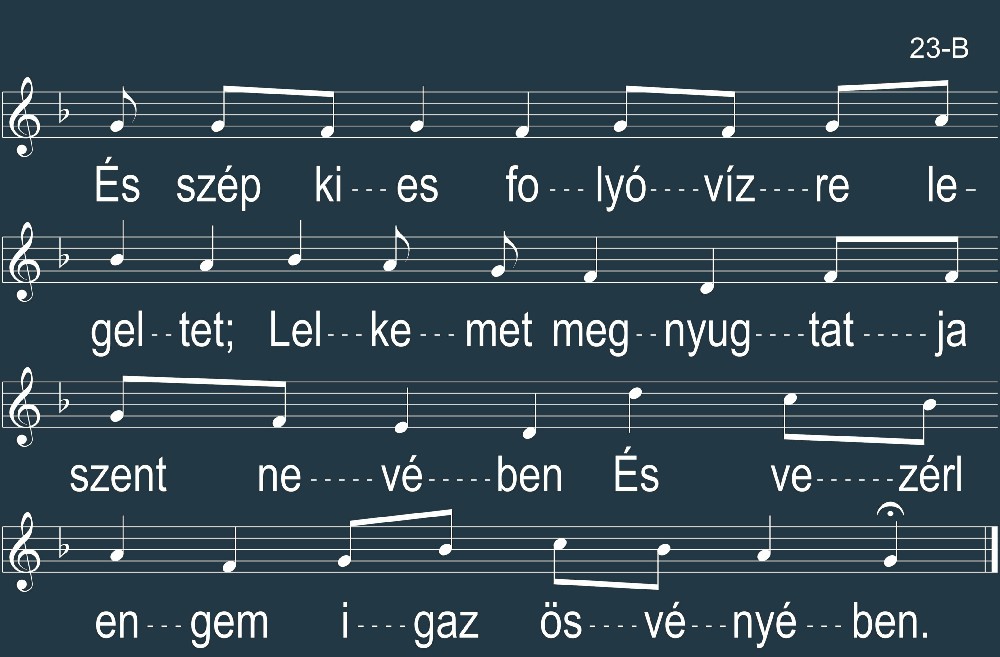 23-B
És szép ki---es fo---lyó----víz----re le-
gel--tet; Lel---ke---met meg--nyug----tat-----ja
szent ne-----vé-----ben És ve------zérl
en---gem i----gaz ös----vé---nyé---ben.